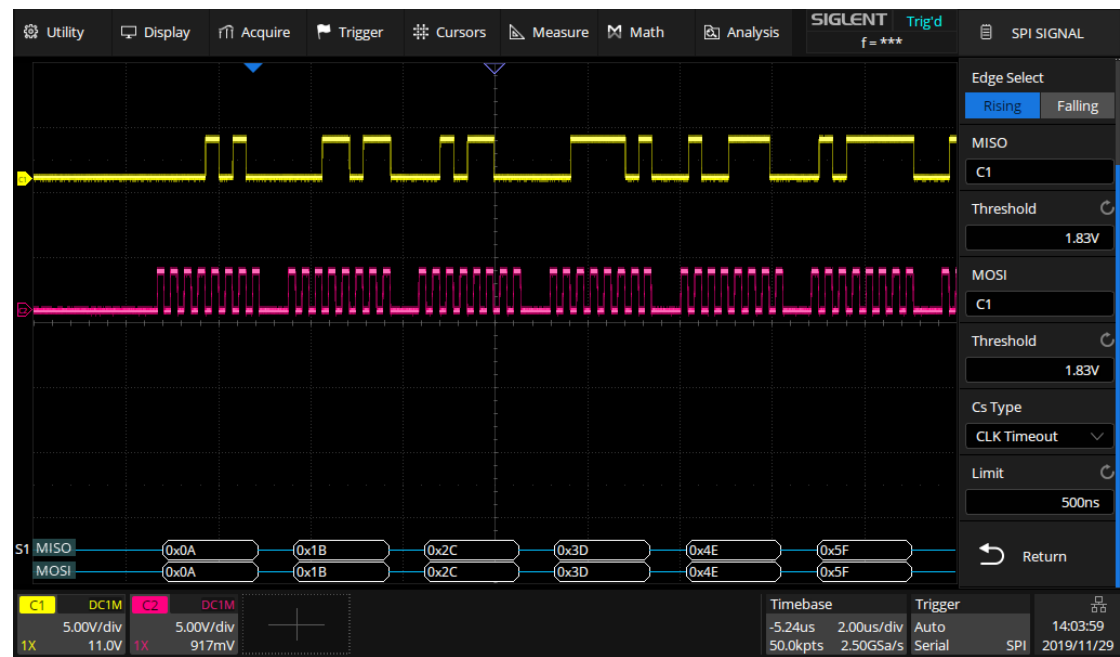 Utility Display Acquire Trigger Cursors Measure Math Analysis
SIGLENT Trig'd
f = ***
SPI SIGNAL
Edge Select
Rising Falling
MISO
C1
Threshold
1.83V
MOSI
C1
Threshold
1.83V
Cs Type
CLK Timeout
Limit
500ns
Return
C1
C2
S1 MISO 0x0A 0x1B 0x2C 0x3D 0x4E 0x5F
MOSI 0x0A 0x1B 0x2C 0x3D 0x4E 0x5F
C1 DC1M
5.00V/div
1X 11.0V
C2 DC1M
5.00V/div
1X 917mV
Timebase
-5.24us 2.00us/div
50.0kpts 2.50GSa/s
Trigger
Auto
Serial SPI
14:03:59
2019/11/29